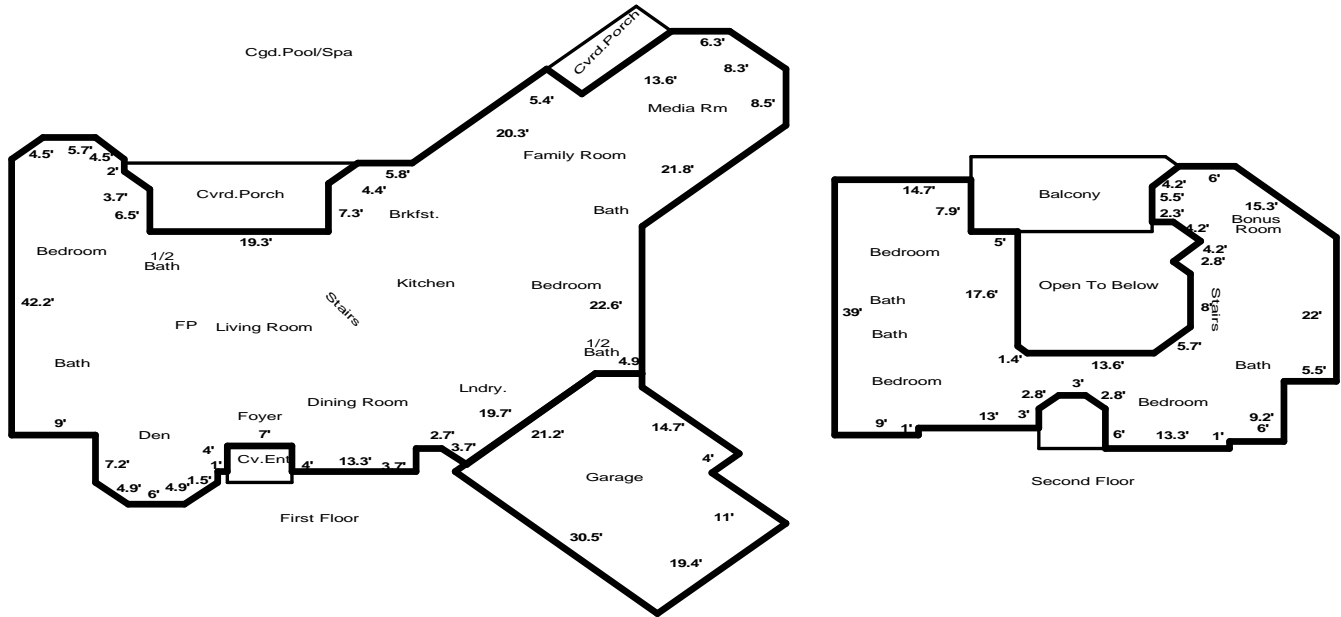 Cgd.Pool/Spa
Cvrd.Porch
6.3'
8.3'
13.6'
8.5'
Media Rm
5.4'
20.3'
Family Room
21.8'
4.5'
5.7'
4.5'
2'
3.7'
6.5'
Cvrd.Porch
5.8'
4.4'
7.3'
Brkfst.
19.3'
Bath
Bedroom
1/2
Bath
Kitchen
Bedroom
42.2'
Stairs
22.6'
FP
Living Room
1/2
Bath
Bath
4.9'
Lndry.
Dining Room
Foyer
19.7'
9'
Den
7'
4'
2.7'
3.7'
21.2'
14.7'
Cv.Ent
1'
4'
13.3'
3.7'
7.2'
4.9'
6'
4.9'
1.5'
4'
Garage
First Floor
11'
30.5'
19.4'
14.7'
7.9'
Balcony
4.2'
6'
5.5'
2.3'
15.3'
4.2'
Bonus
Room
5'
4.2'
2.8'
Bedroom
17.6'
Open To Below
Bath
39'
8'
Stairs
22'
Bath
5.7'
1.4'
13.6'
Bath
5.5'
Bedroom
3'
2.8'
2.8'
Bedroom
9'
1'
13'
3'
6'
13.3'
1'
9.2'
6'
Second Floor